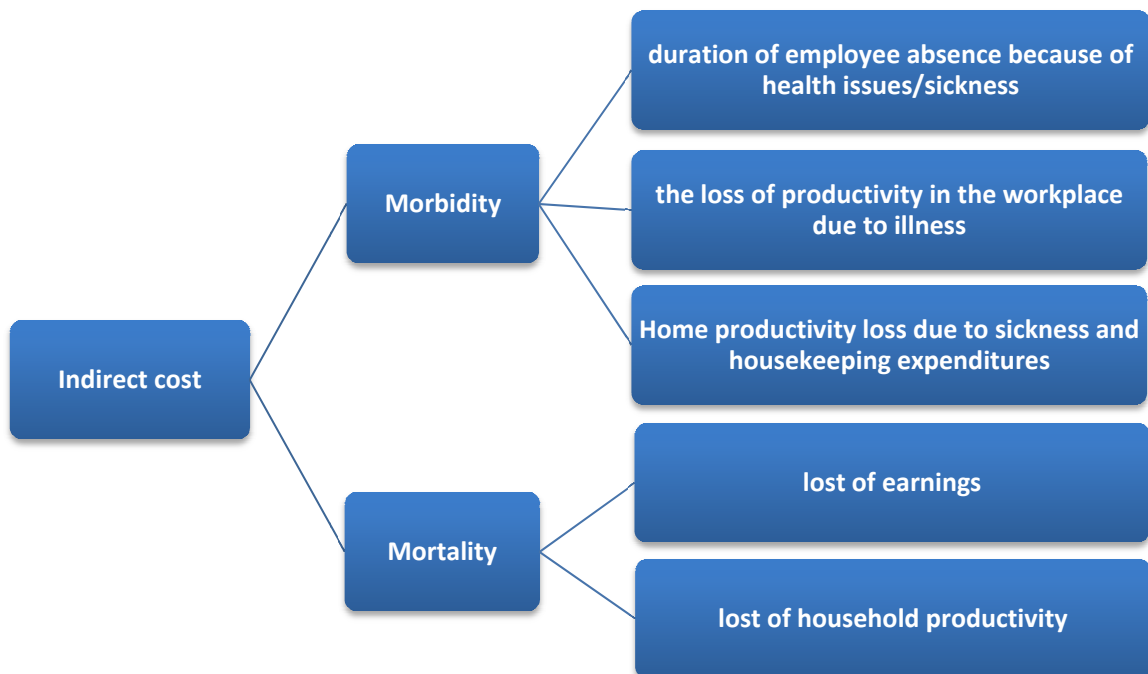 duration of employee absence because of
health issues/sickness
Morbidity
the loss of productivity in the workplace
due to illness
Home productivity loss due to sickness and
housekeeping expenditures
Indirect cost
lost of earnings
Mortality
lost of household productivity